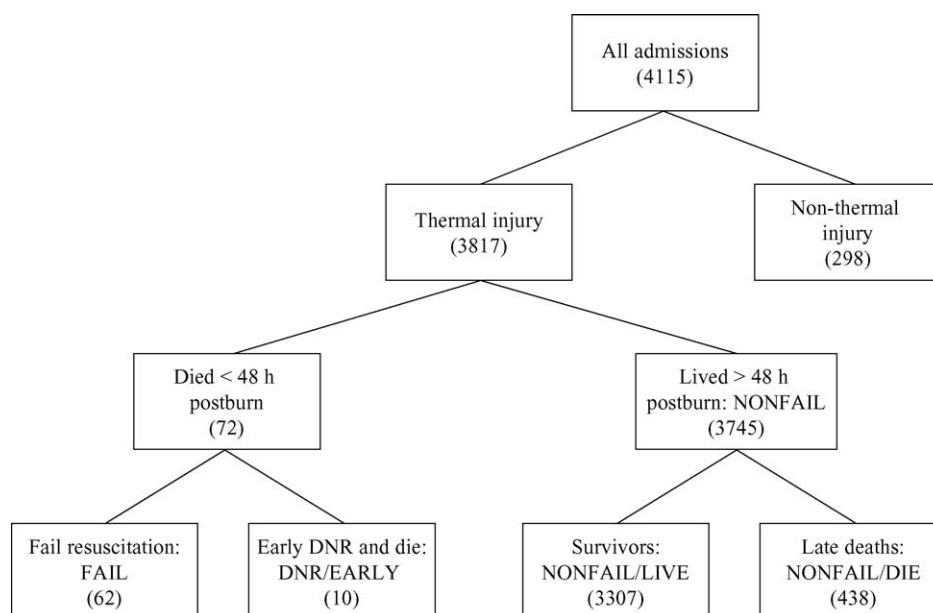 All admissions
(4115)
Thermal injury
(3817)
Non-thermal
injury
(298)
Died < 48 h
postburn
(72)
Lived > 48 h
postburn: NONFAIL
(3745)
Fail resuscitation:
FAIL
(62)
Early DNR and die:
DNR/EARLY
(10)
Survivors:
NONFAIL/LIVE
(3307)
Late deaths:
NONFAIL/DIE
(438)